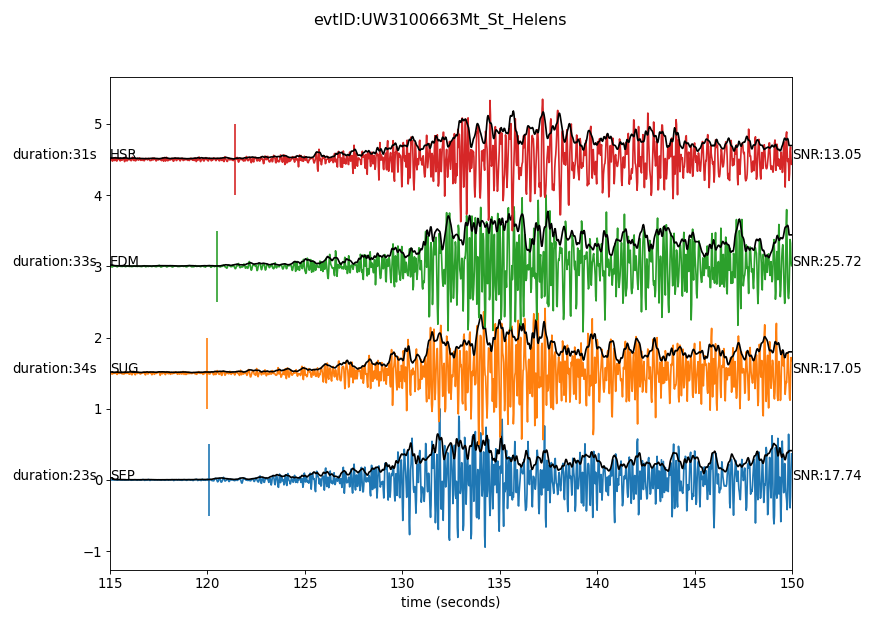 evtID:UW3100663Mt_St_Helens
5
duration:31s HSR SNR:13.05
4
duration:33s 3 EDM SNR:25.72
2
duration:34s SUG SNR:17.05
1
duration:23s 0 SEP SNR:17.74
−1
115 120 125 130 135 140 145 150
time (seconds)